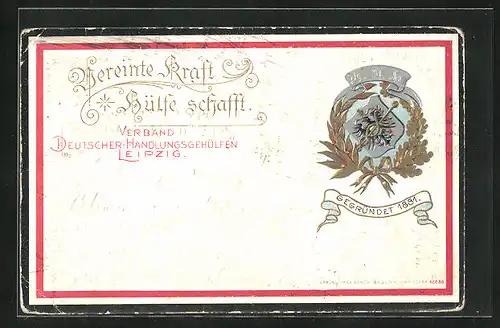 Vereinte Kraft
Hülfe schafft.
VERBAND
DEUTSCHER HANDLUNGSGEHÜLFEN
LEIPZIG.
GEGRÜNDET 1881.